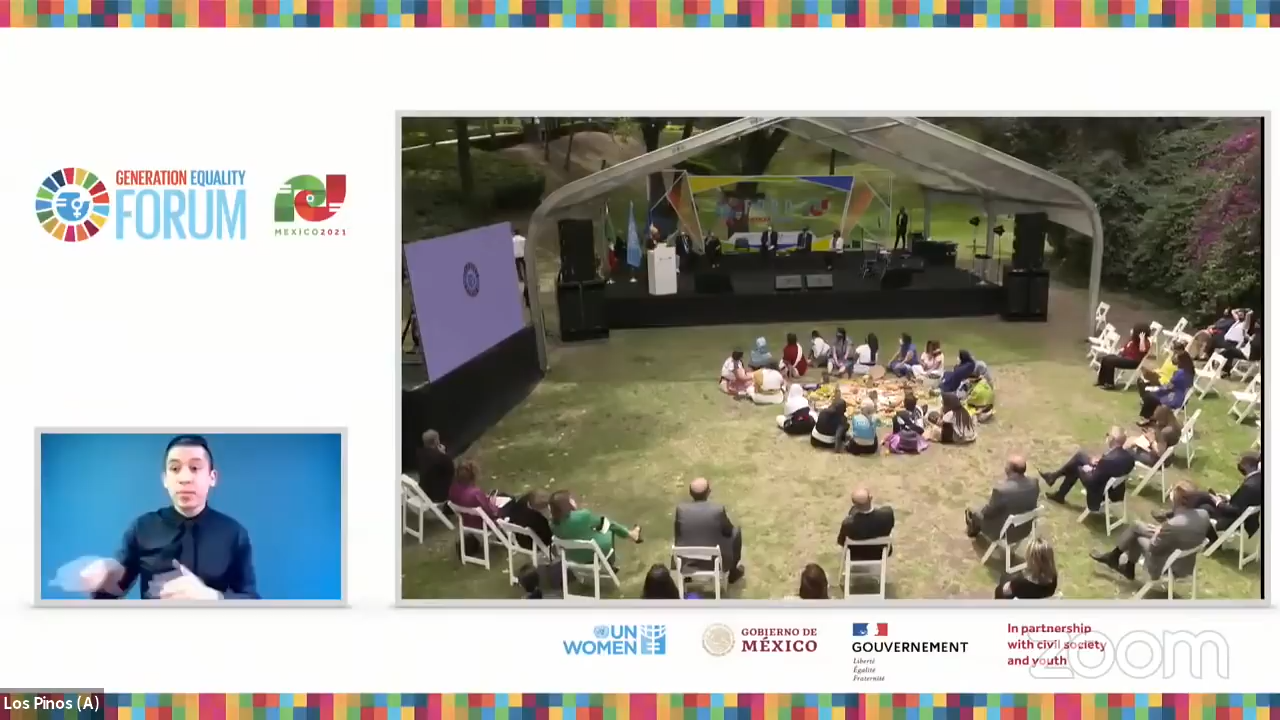 GENERATION EQUALITY
FORUM
MEXICO2021
UN
WOMEN
GOBIERNO DE
MÉXICO
GOUVERNEMENT
Liberté
Égalité
Fraternité
In partnership
with civil society
and youth
zoom
Los Pinos (A)